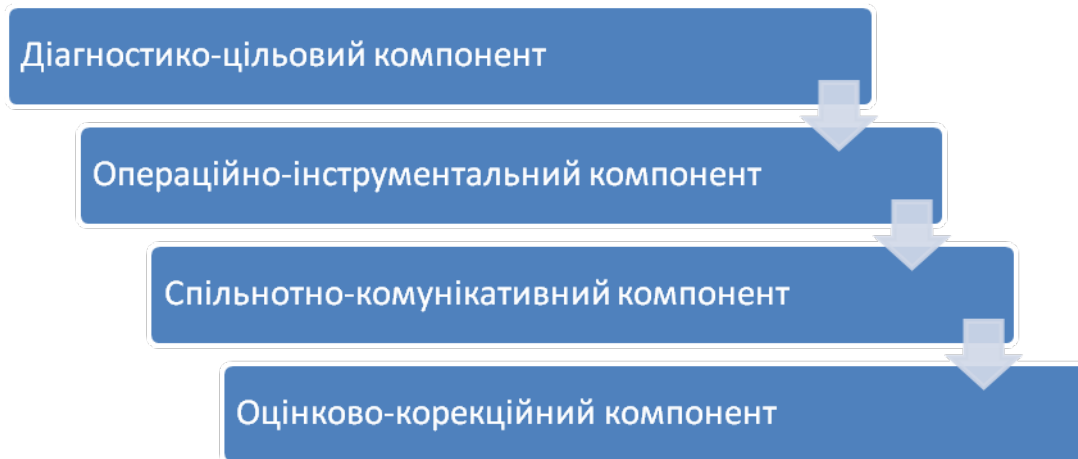 Діагностико-цільовий компонент
Операційно-інструментальний компонент
Спільнотно-комунікативний компонент
Оцінково-корекційний компонент